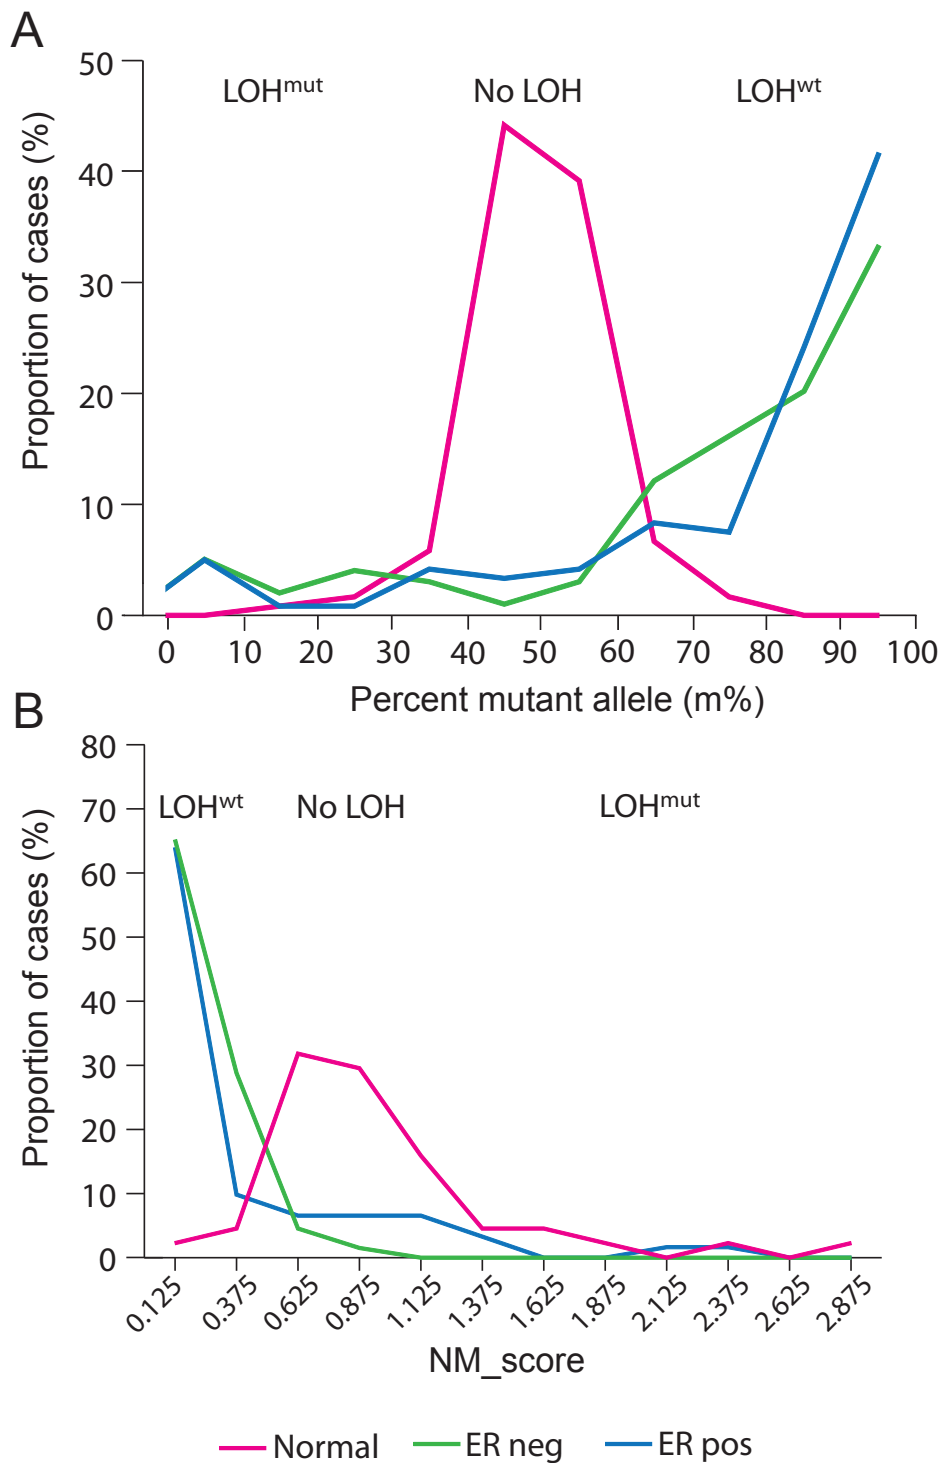 A
50
40
30
20
10
0
Proportion of cases (%)
LOHmut No LOH LOHwt
0 10 20 30 40 50 60 70 80 90 100
Percent mutant allele (m%)
B
80
70
60
50
40
30
20
10
0
Proportion of cases (%)
LOHwt No LOH LOHmut
0.125 0.375 0.625 0.875 1.125 1.375 1.625 1.875 2.125 2.375 2.625 2.875
NM_score
Normal ER neg ER pos